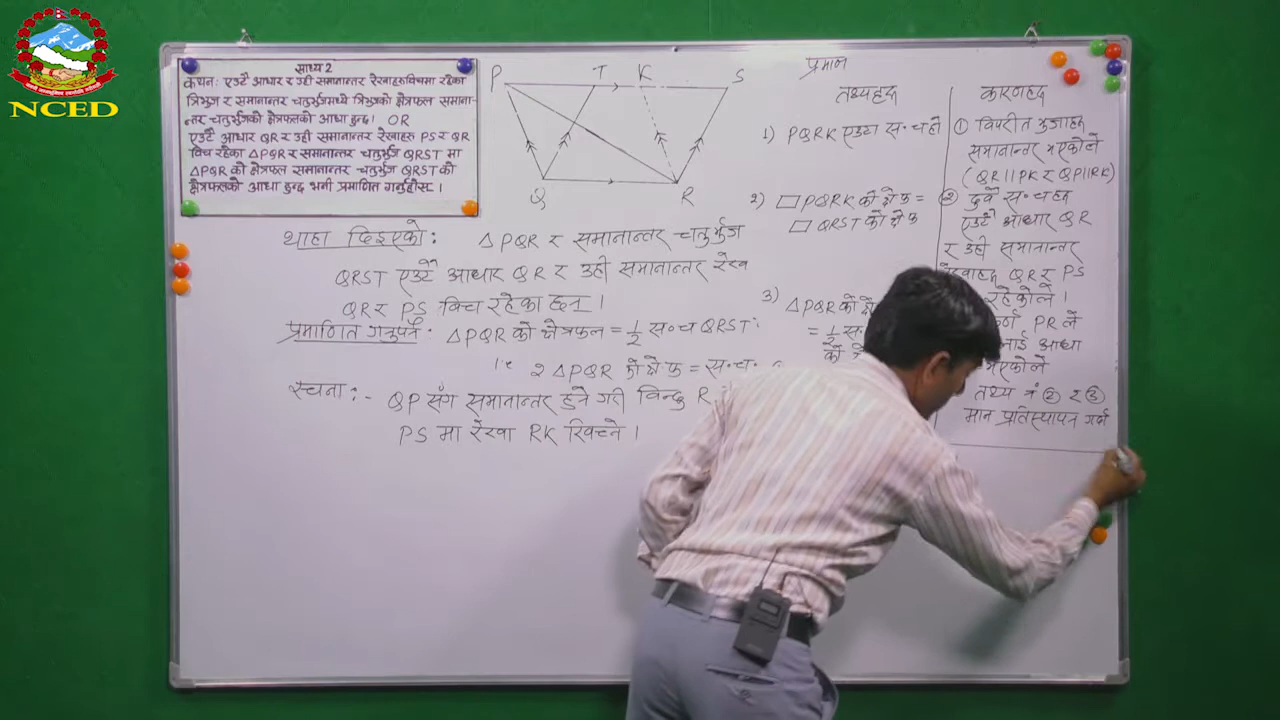 NCED
साध्य 2
कथनः एउटै आधार र उही समानान्तर रेखाहरुविचमा रहेका
त्रिभुज र समानान्तर चतुर्भुजमध्ये त्रिभुजको क्षेत्रफल समाना-
न्तर चतुर्भुजको क्षेत्रफलको आधा हुन्छ। OR
एउटै आधार QR र उही समानान्तर रेखाहरु PS र QR
विच रहेका ΔPQR र समानान्तर चतुर्भुज QRST मा
ΔPQR को क्षेत्रफल समानान्तर चतुर्भुज QRST को
क्षेत्रफलको आधा हुन्छ भनी प्रमाणित गर्नुहोस् ।
P T K S
Q R
थाहा दिइएको: Δ PQR र समानान्तर चतुर्भुज
QRST एउटै आधार QR र उही समानान्तर रेखा
QR र PS विच रहेका छन् ।
प्रमाणित गर्नुपर्ने: ΔPQR को क्षेत्रफल = 1/2 स॰च QRST
i.e 2 ΔPQR को क्षे॰फ = स॰च॰
रचना:- QP सँग समानान्तर हुने गरी विन्दु R
PS मा रेखा RK खिच्ने ।
प्रमाण
तथ्यहरु
1) PQRK एउटा स॰च हो
2) ▱PQRK को क्षे॰फ =
▱ QRST को क्षे॰फ
3) ΔPQR को
= 1/2 स॰
कारणहरु
① विपरीत भुजाहरु
समानान्तर भएकोले
(QR||PK र QP||RK)
② दुवै स॰च हरु
एउटै आधार QR
र उही समानान्तर
रेखाहरु QR र PS
रहेकोले ।
PR ले
लाई आधा
तथ्य नं ② र ③
मान प्रतिस्थापन गर्दा